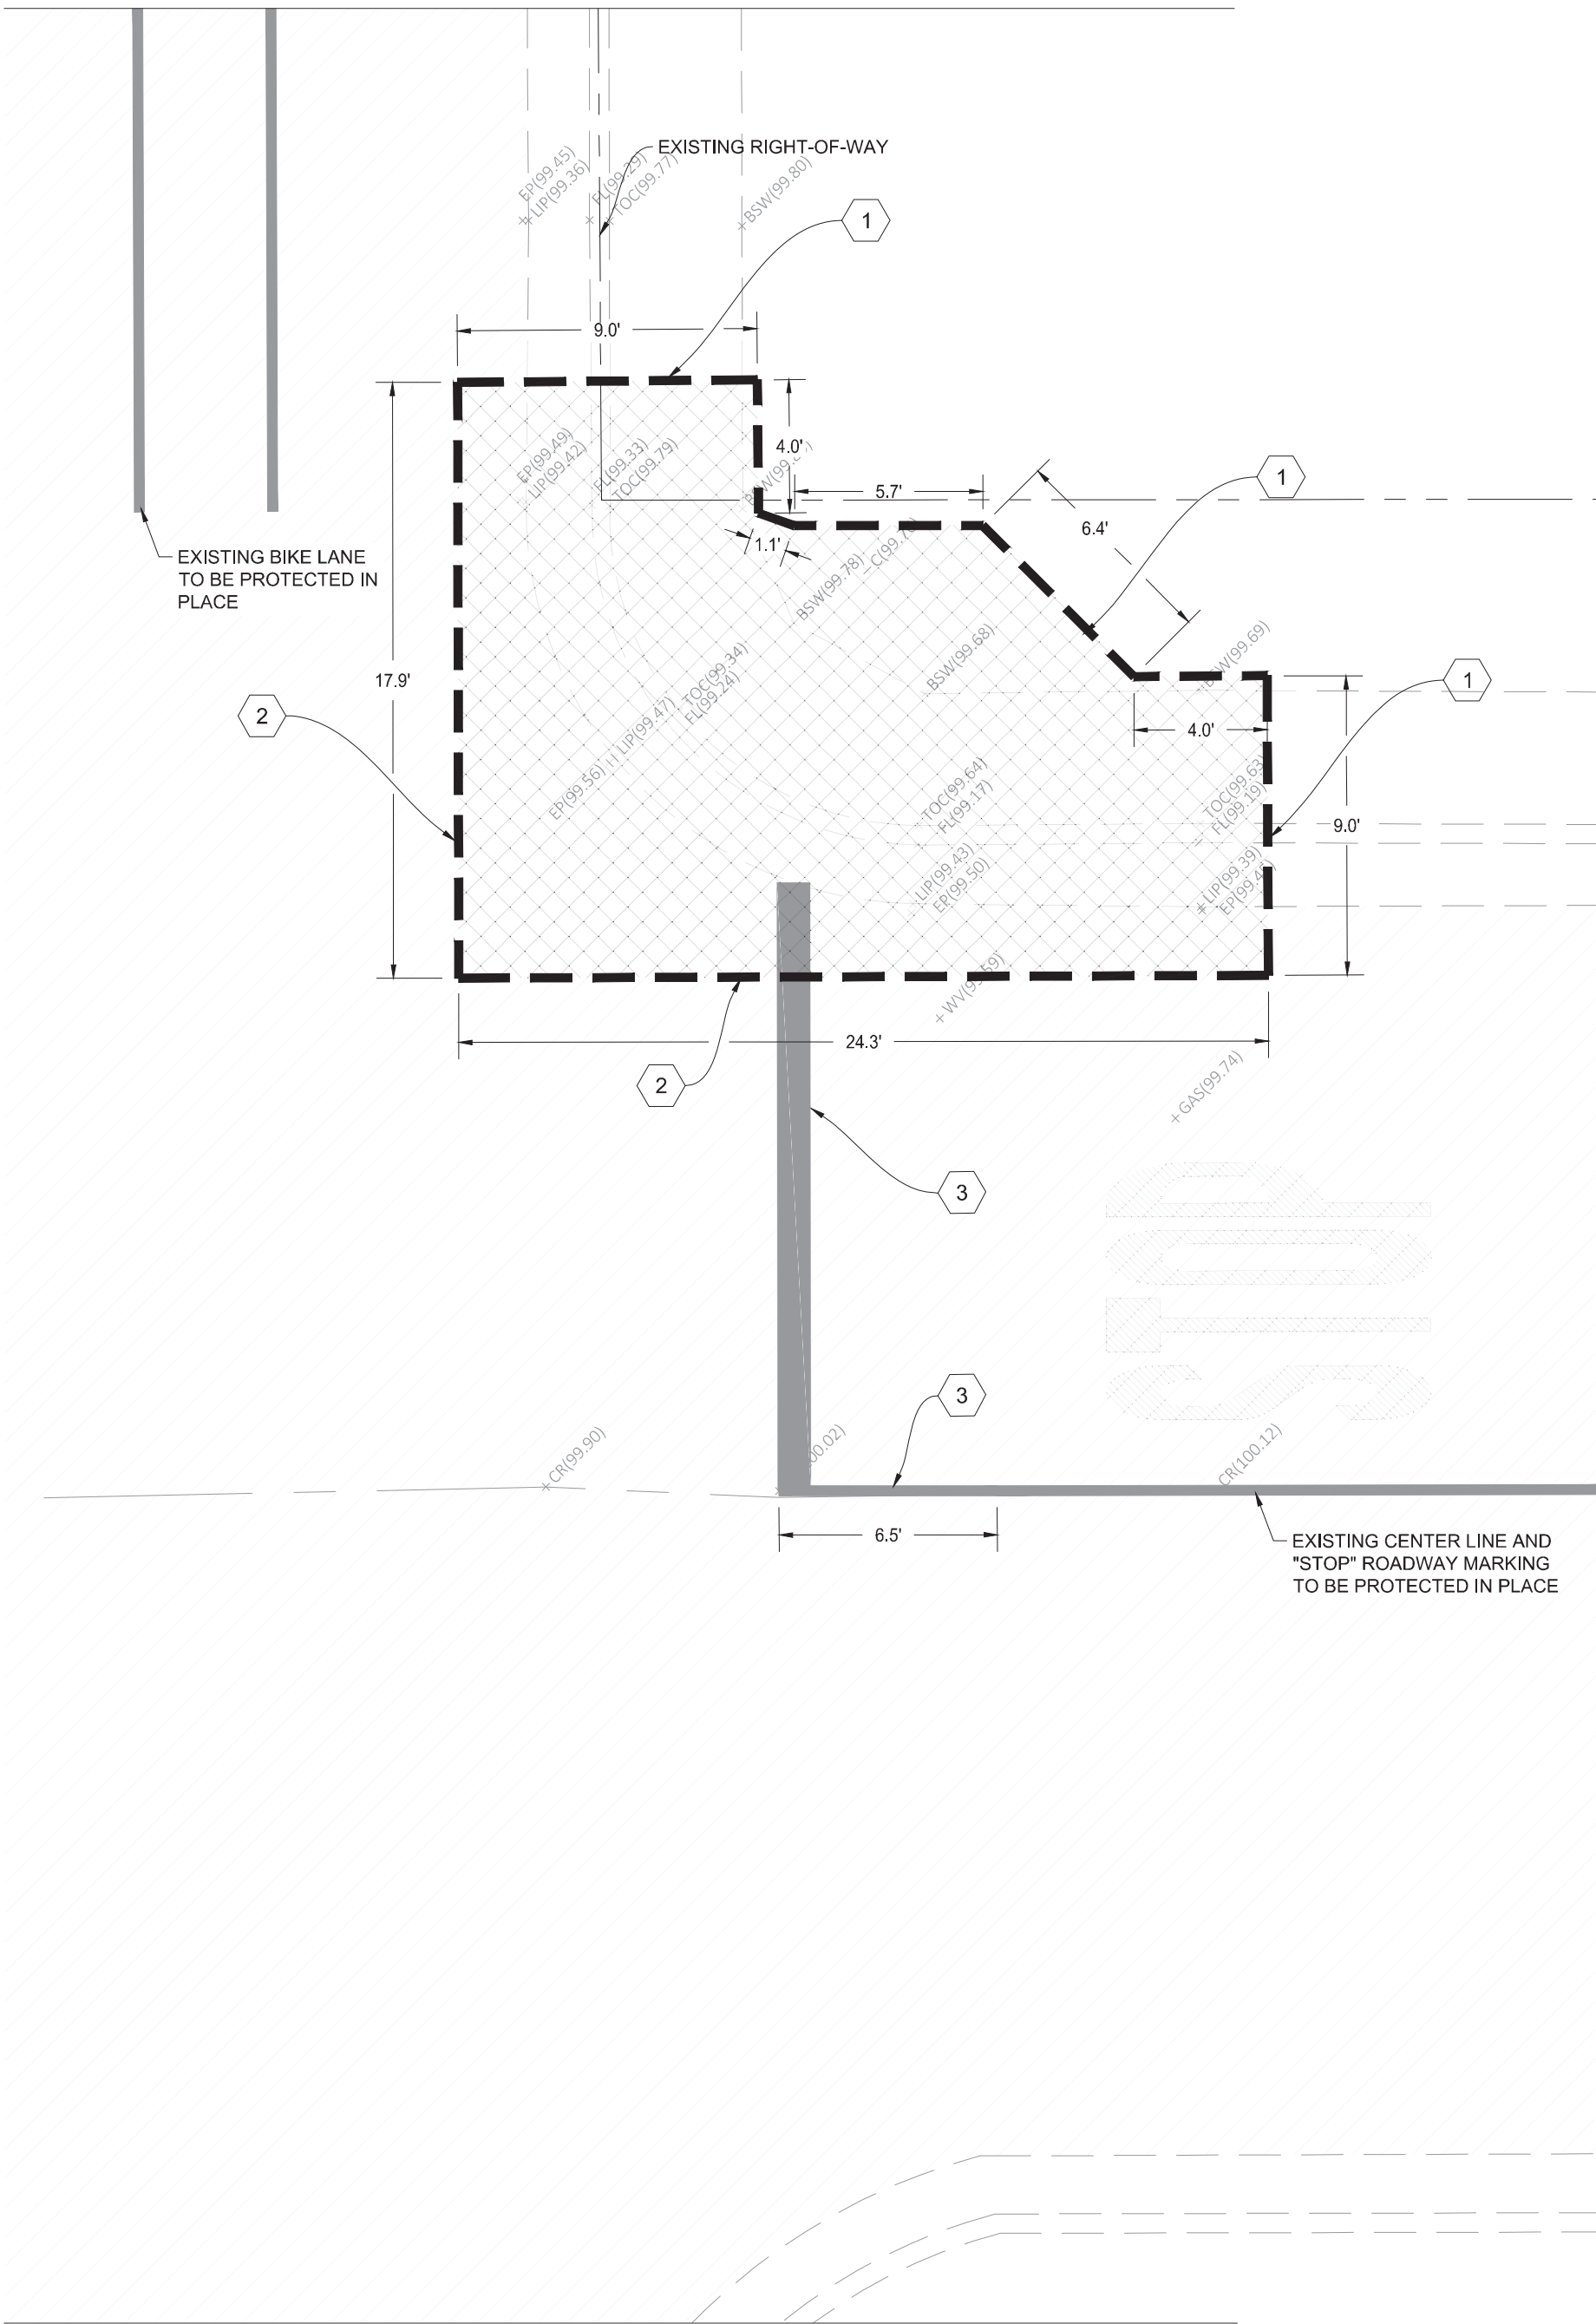 EXISTING RIGHT-OF-WAY
EP(99.45)
LIP(99.36)
FL(99.29)
TOC(99.77)
BSW(99.80)
1
9.0'
4.0'
EP(99.49)
LIP(99.42)
FL(99.33)
TOC(99.79)
5.7'
1
6.4'
1.1'
EXISTING BIKE LANE
TO BE PROTECTED IN
PLACE
BSW(99.78)
BSW(99.68)
BSW(99.69)
17.9'
1
2
TOC(99.34)
FL(99.24)
LIP(99.47)
EP(99.56)
4.0'
TOC(99.64)
FL(99.17)
TOC(99.63)
FL(99.19)
9.0'
LIP(99.43)
EP(99.50)
LIP(99.39)
24.3'
2
GAS(99.74)
3
STOP
3
CR(99.90)
CR(100.12)
6.5'
EXISTING CENTER LINE AND
"STOP" ROADWAY MARKING
TO BE PROTECTED IN PLACE